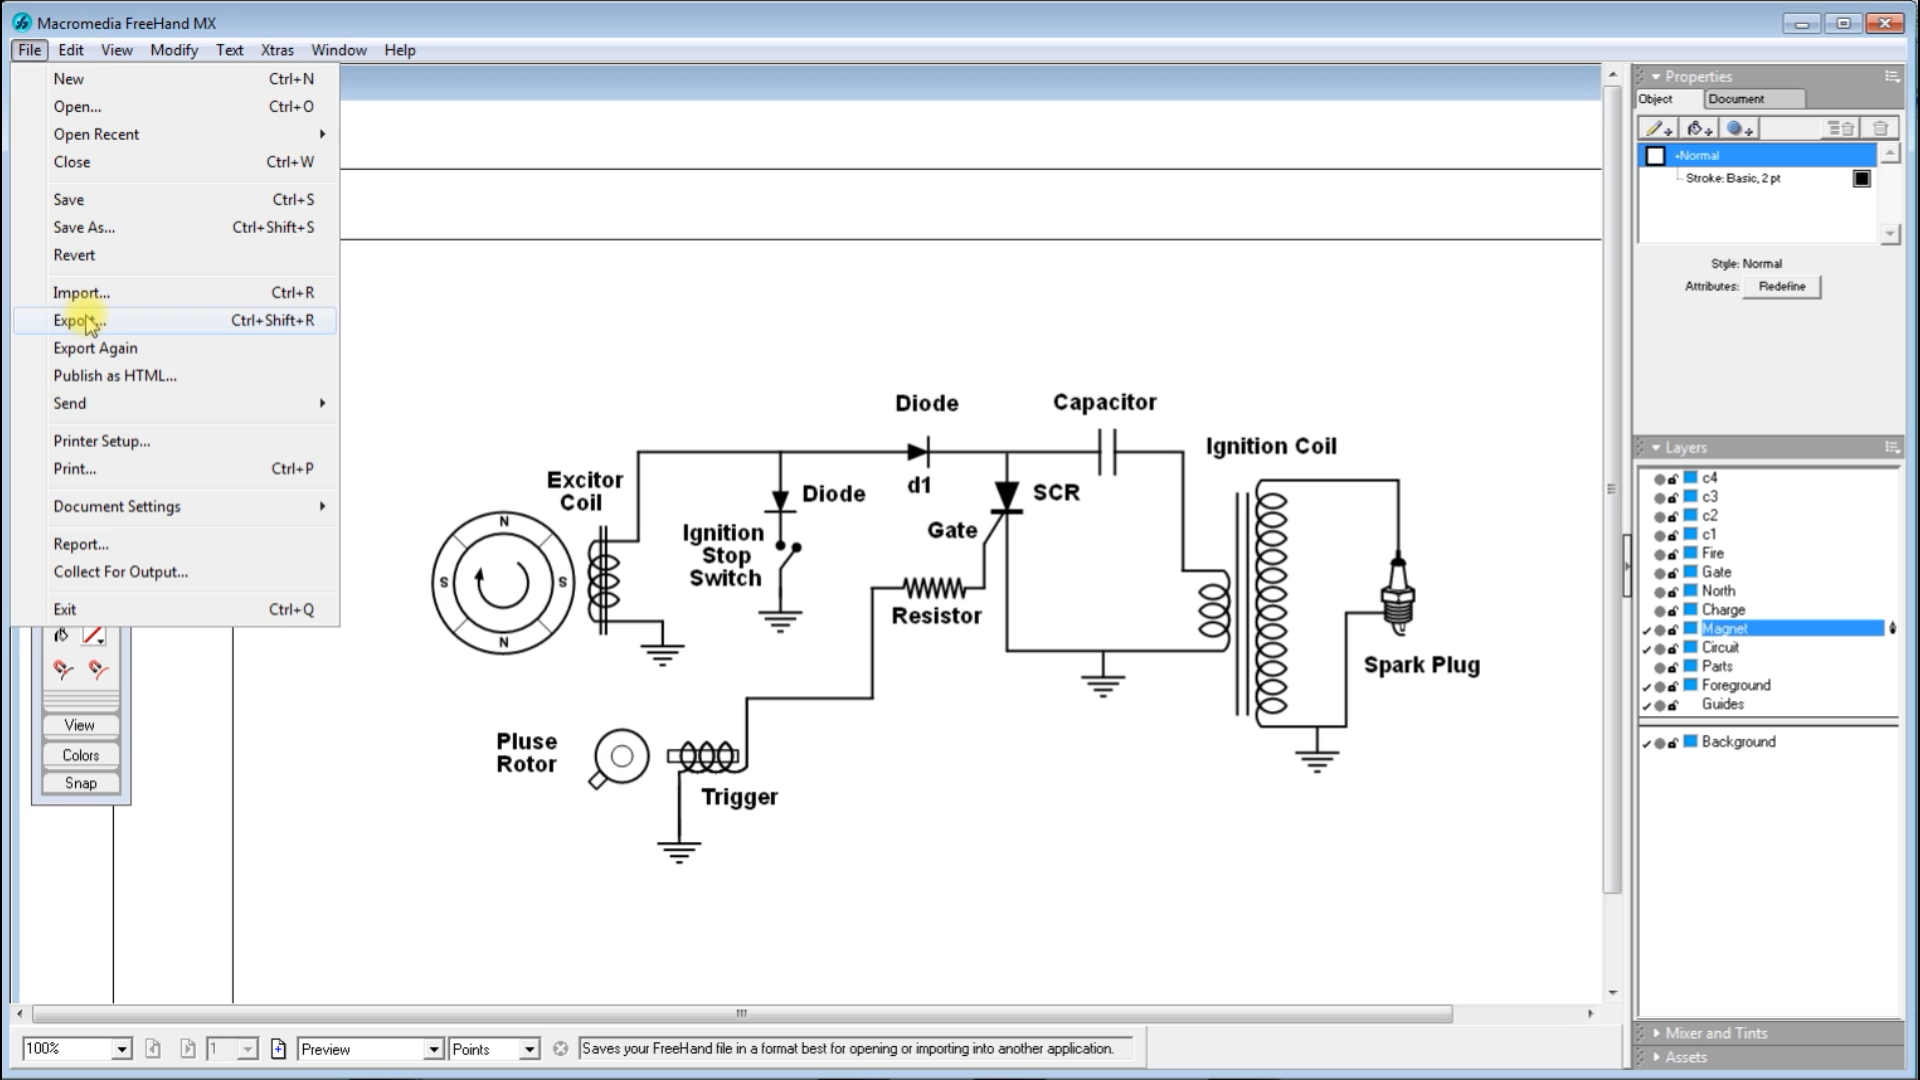 Macromedia FreeHand MX
File Edit View Modify Text Xtras Window Help
New Ctrl+N
Open... Ctrl+O
Open Recent
Close Ctrl+W
Save Ctrl+S
Save As... Ctrl+Shift+S
Revert
Import... Ctrl+R
Export... Ctrl+Shift+R
Export Again
Publish as HTML...
Send
Printer Setup...
Print... Ctrl+P
Document Settings
Report...
Collect For Output...
Exit Ctrl+Q
View
Colors
Snap
Diode
Capacitor
Ignition Coil
Excitor
Coil
Diode
d1
SCR
Ignition
Stop
Switch
Gate
Resistor
N
S
S
N
Spark Plug
Pluse
Rotor
Trigger
Properties
Object Document
Normal
Stroke: Basic, 2 pt
Style: Normal
Attributes: Redefine
Layers
c4
c3
c2
c1
Fire
Gate
North
Charge
Magnet
Circuit
Parts
Foreground
Guides
Background
Mixer and Tints
Assets
100% 1 Preview Points Saves your FreeHand file in a format best for opening or importing into another application.